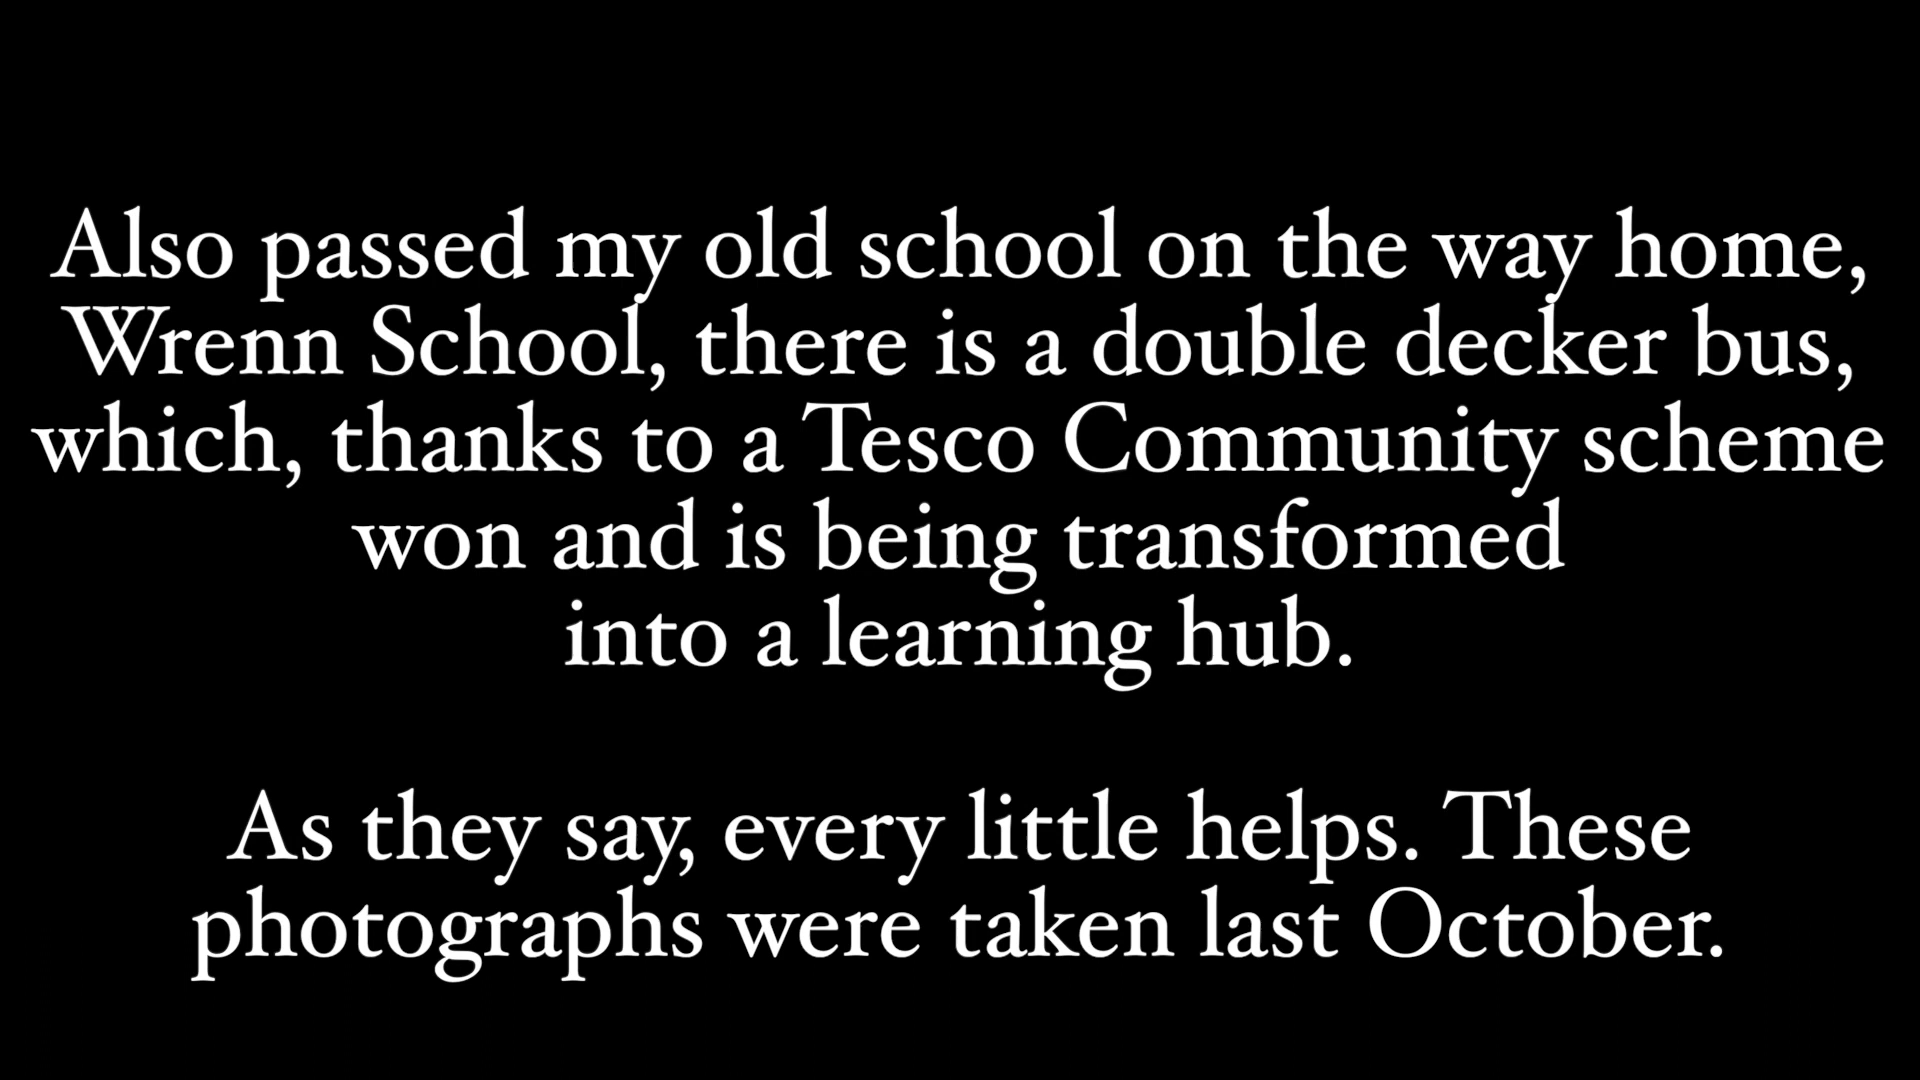 Also passed my old school on the way home,
Wrenn School, there is a double decker bus,
which, thanks to a Tesco Community scheme
won and is being transformed
into a learning hub.
As they say, every little helps. These
photographs were taken last October.